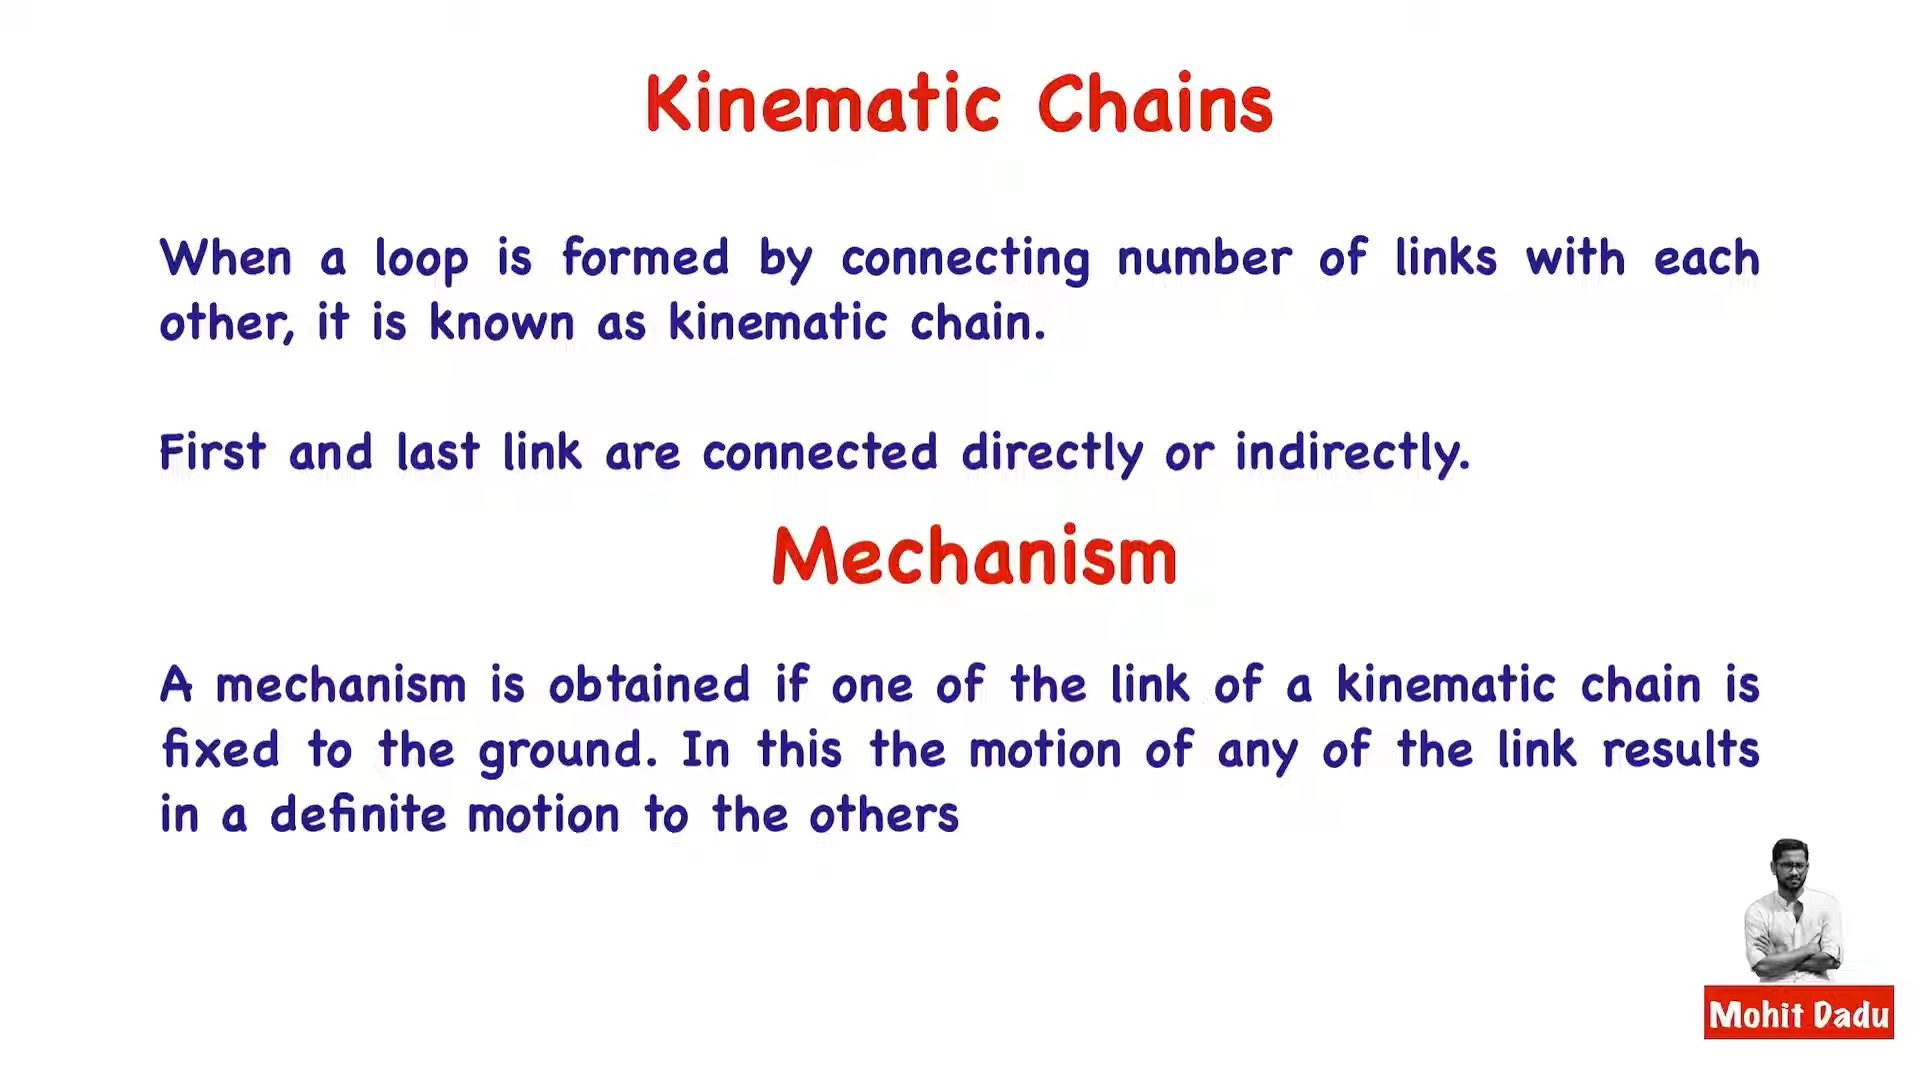 Kinematic Chains
When a loop is formed by connecting number of links with each
other, it is known as kinematic chain.
First and last link are connected directly or indirectly.
Mechanism
A mechanism is obtained if one of the link of a kinematic chain is
fixed to the ground. In this the motion of any of the link results
in a definite motion to the others
Mohit Dadu